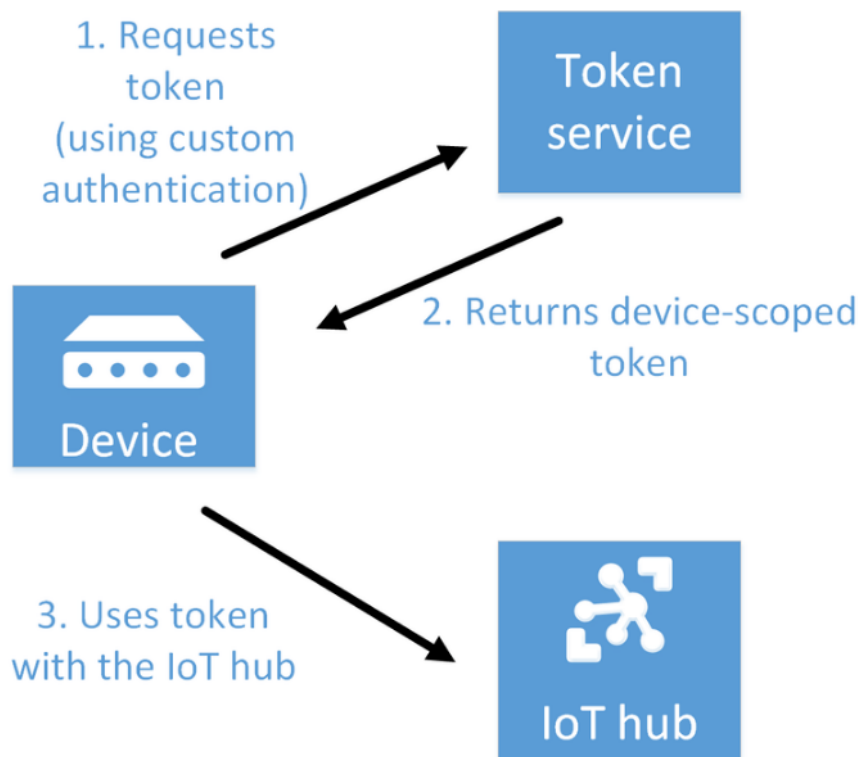 1. Requests
token
(using custom
authentication)
Token
service
2. Returns device-scoped
token
Device
3. Uses token
with the IoT hub
IoT hub